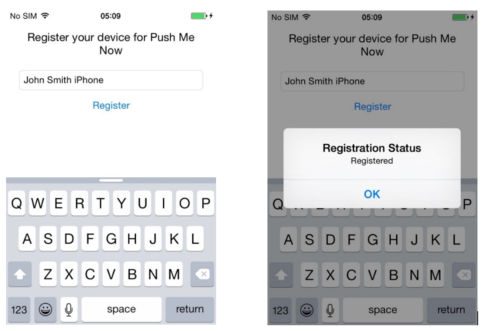 No SIM 05:09
Register your device for Push Me
Now
John Smith iPhone
Register
Q W E R T Y U I O P
A S D F G H J K L
Z X C V B N M
123 space return
No SIM 05:09
Register your device for Push Me
Now
John Smith iPhone
Register
Registration Status
Registered
OK
Q P
A S D F G H J K L
Z X C V B N M
123 space return